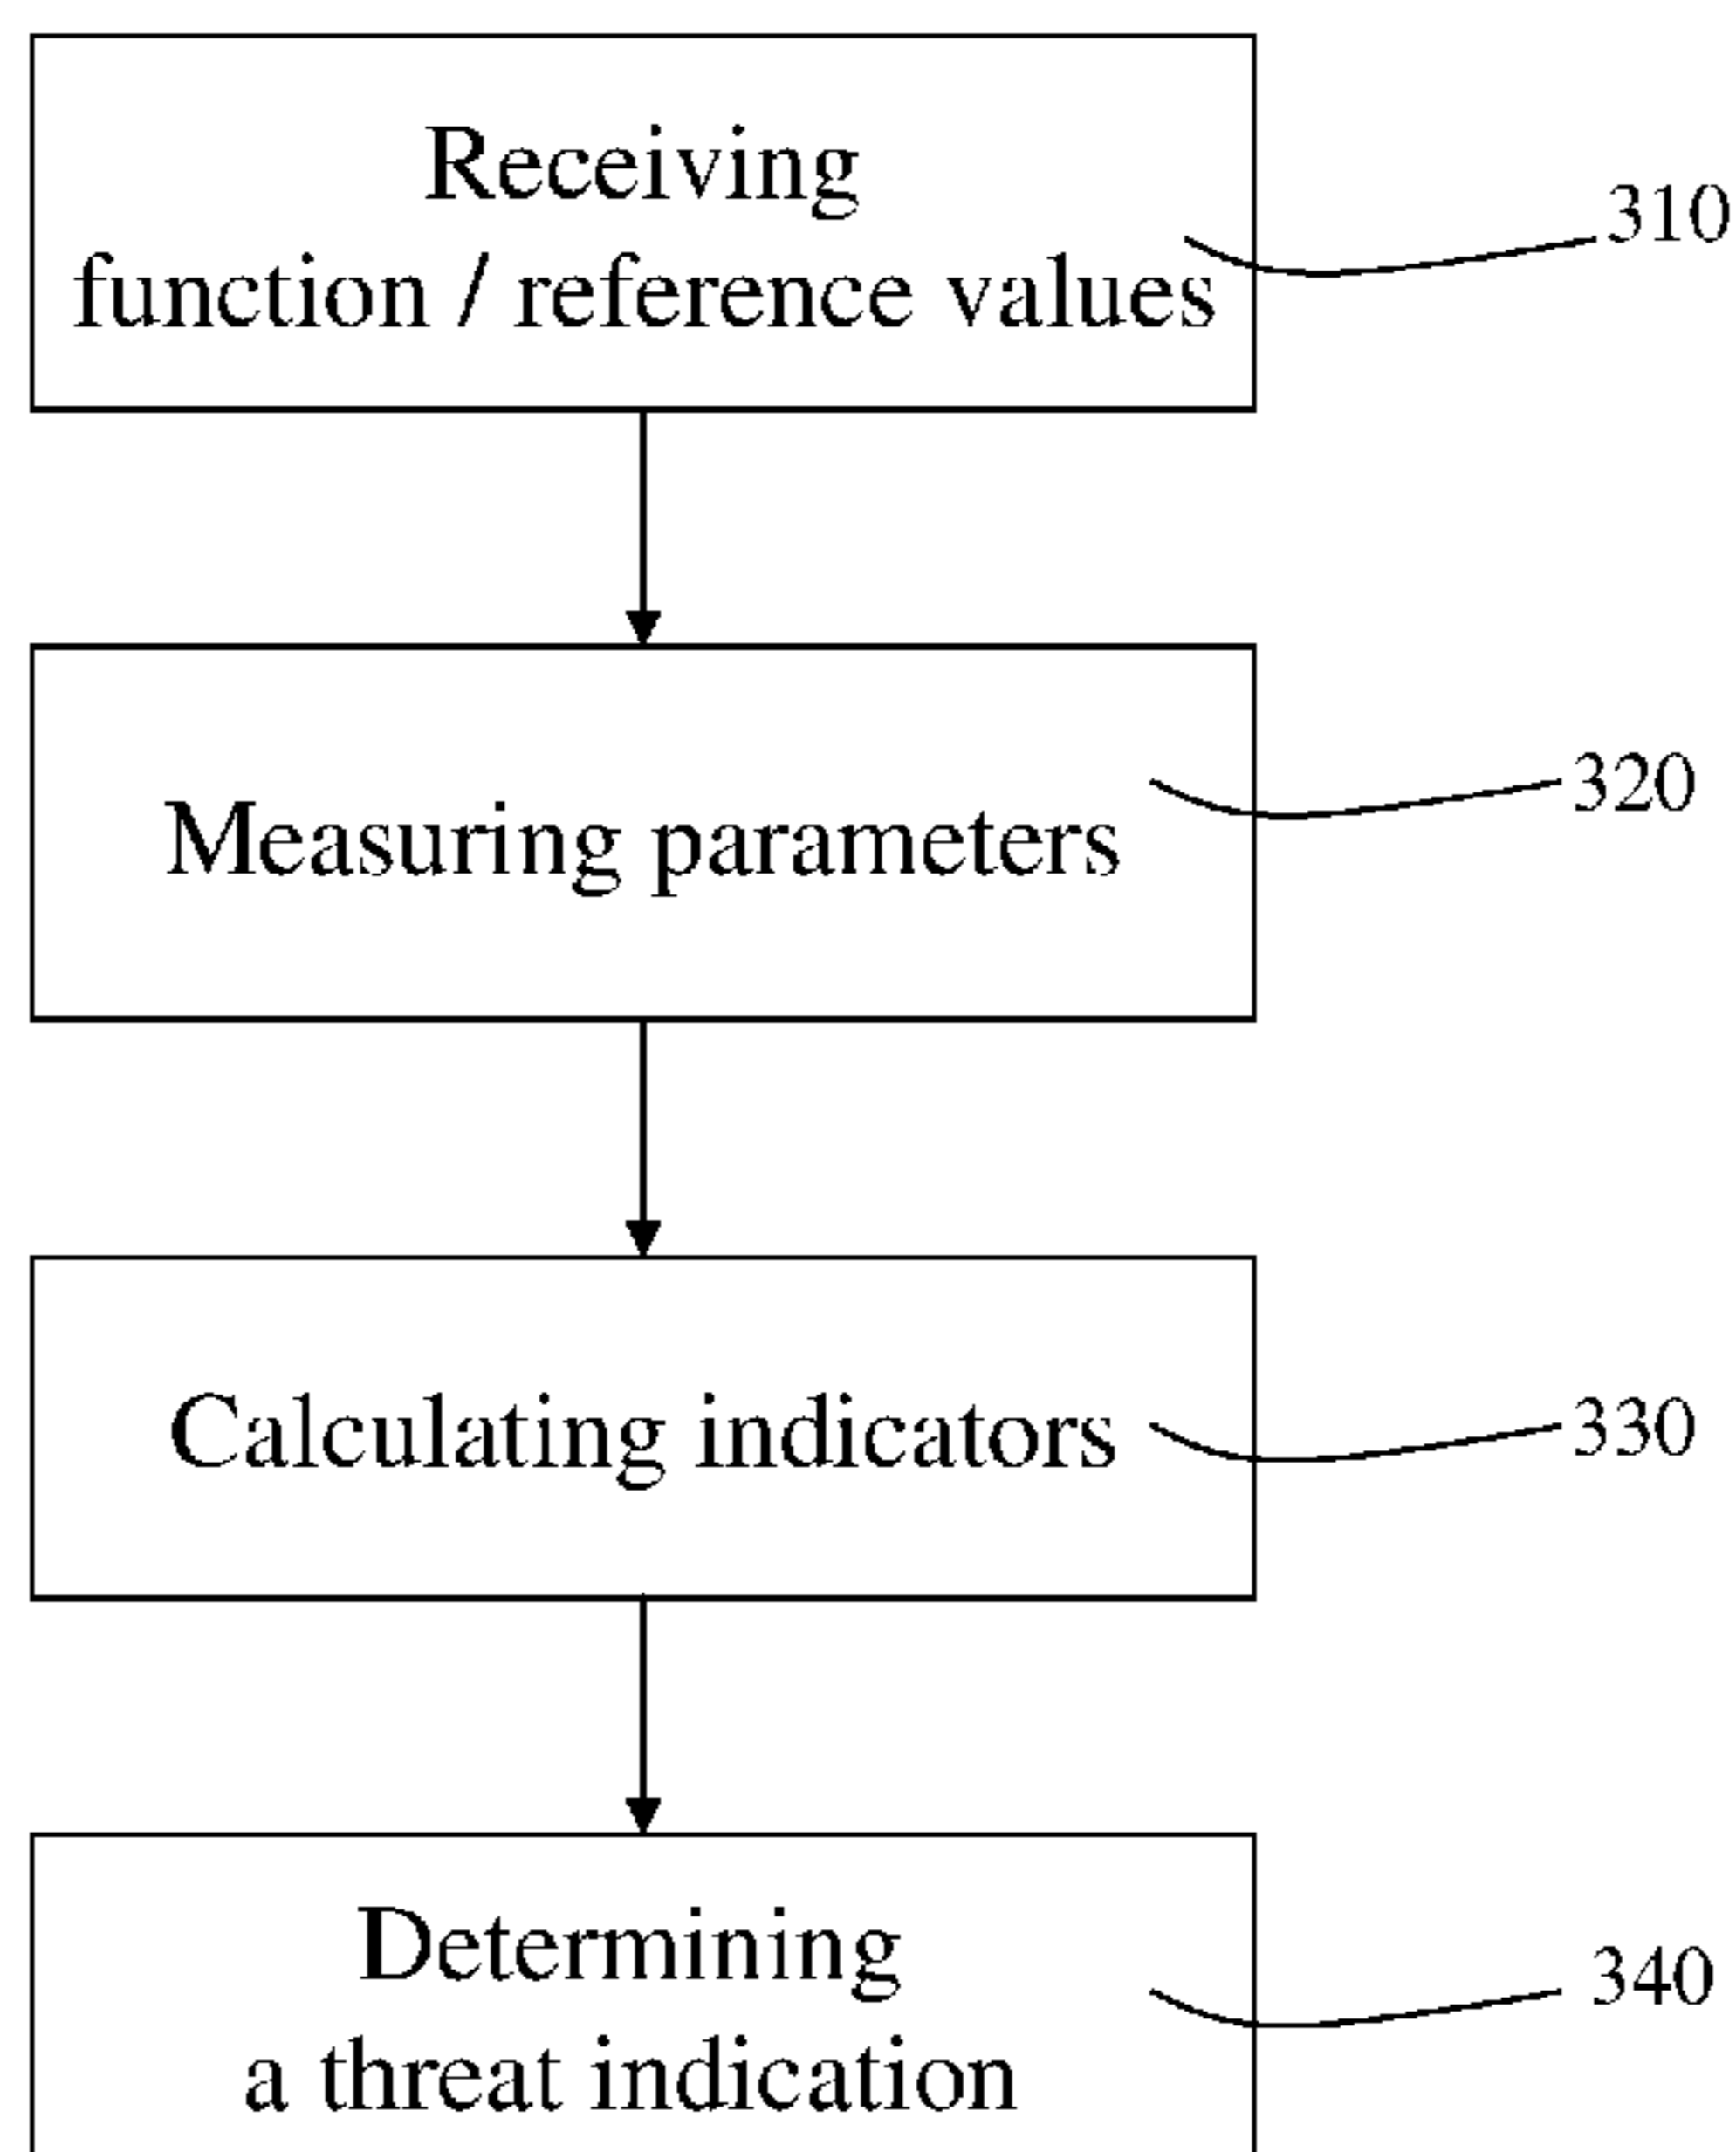 Receiving
function / reference values
310
Measuring parameters
320
Calculating indicators
330
Determining
a threat indication
340